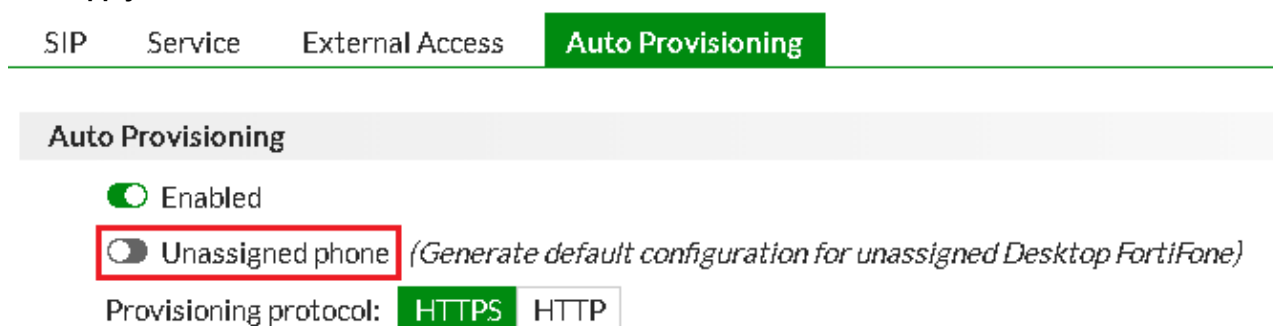 SIP Service External Access Auto Provisioning
Auto Provisioning
Enabled
Unassigned phone (Generate default configuration for unassigned Desktop FortiFone)
Provisioning protocol: HTTPS HTTP